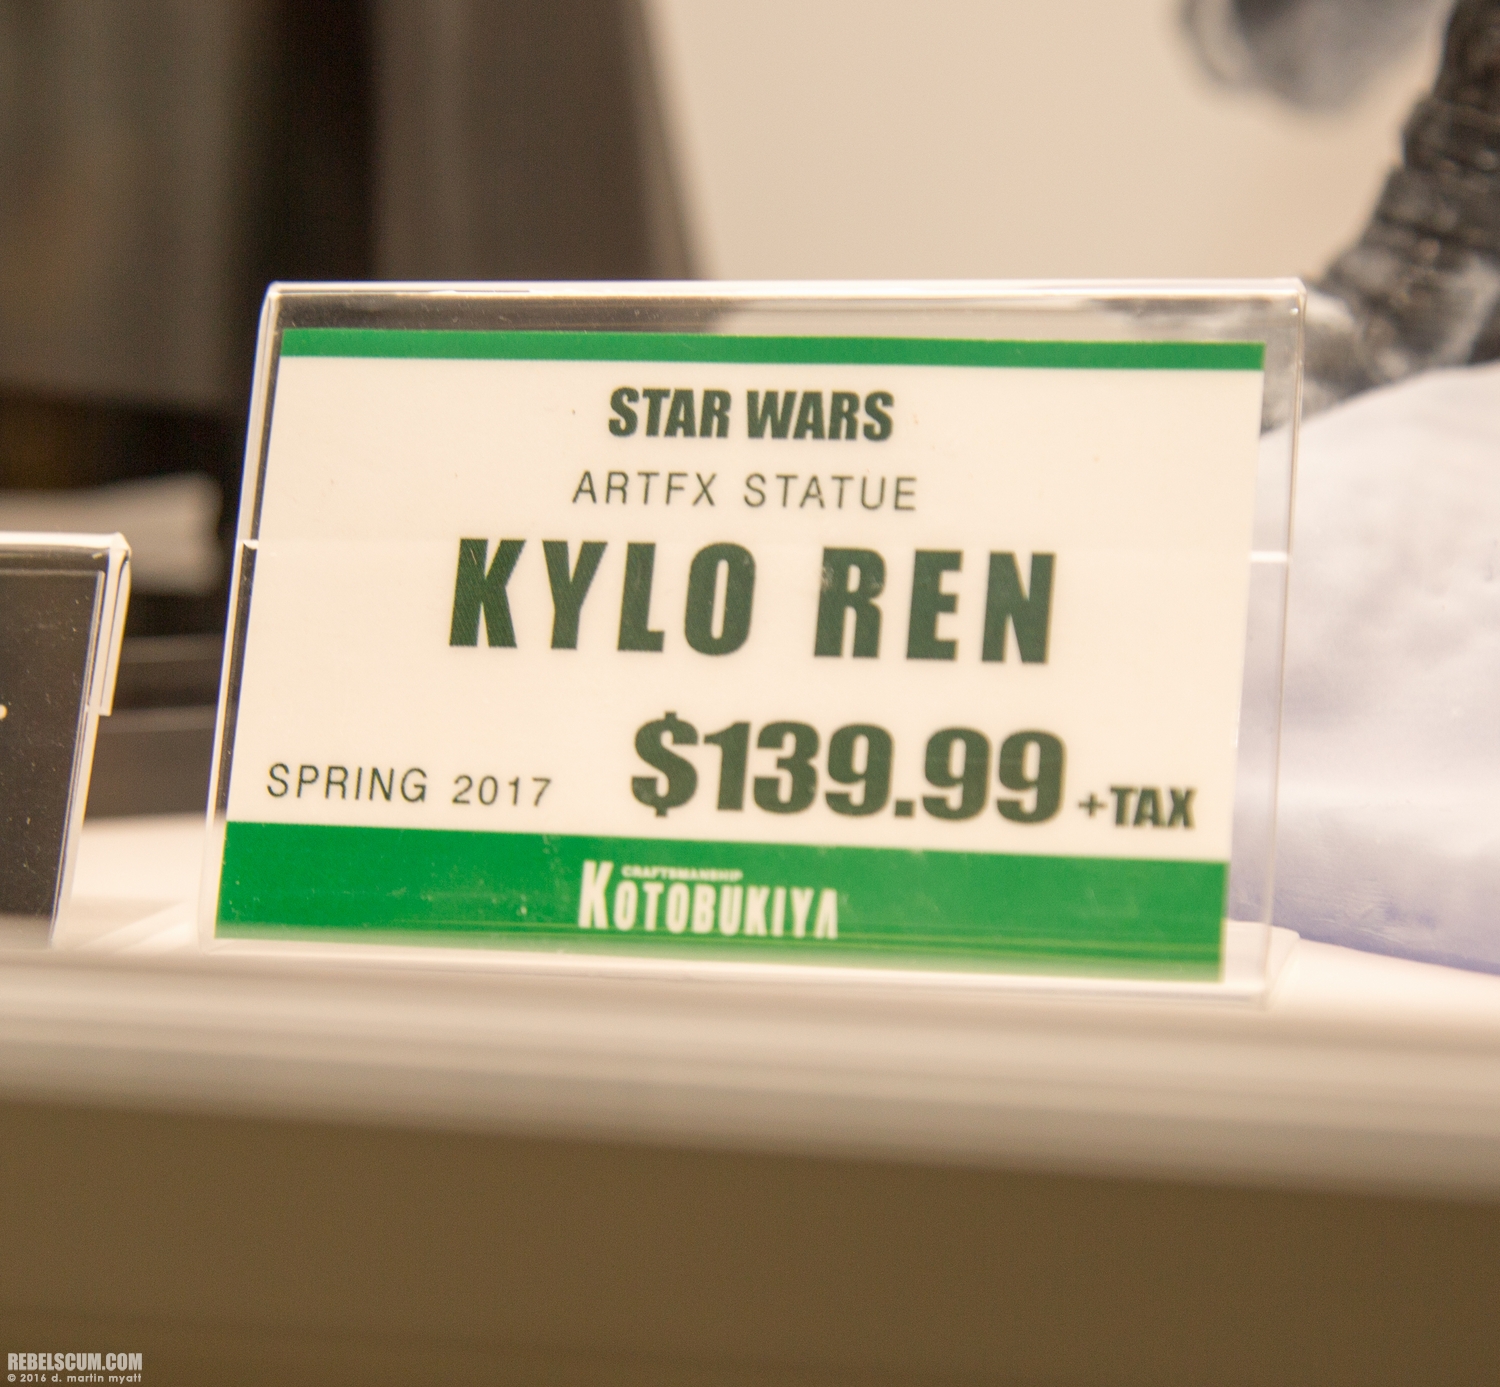 STAR WARS
ARTFX STATUE
KYLO REN
SPRING 2017 $139.99 +TAX
CRAFTSMANSHIP
KOTOBUKIYA
REBELSCUM.COM
© 2016 d. martin myatt